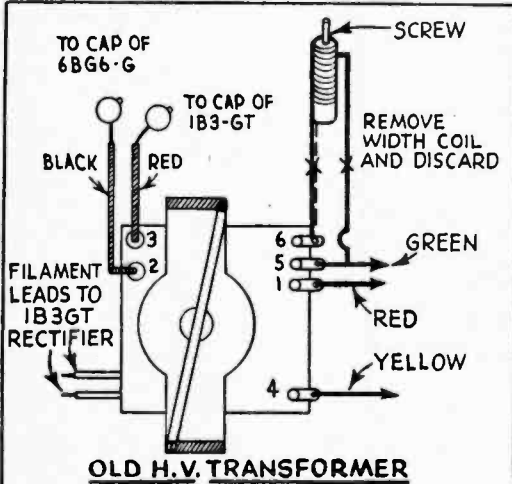 TO CAP OF
6BG6-G
TO CAP OF
1B3-GT
BLACK
RED
SCREW
REMOVE
WIDTH COIL
AND DISCARD
3
2
6
5
1
4
GREEN
RED
YELLOW
FILAMENT
LEADS TO
1B3GT
RECTIFIER
OLD H.V. TRANSFORMER